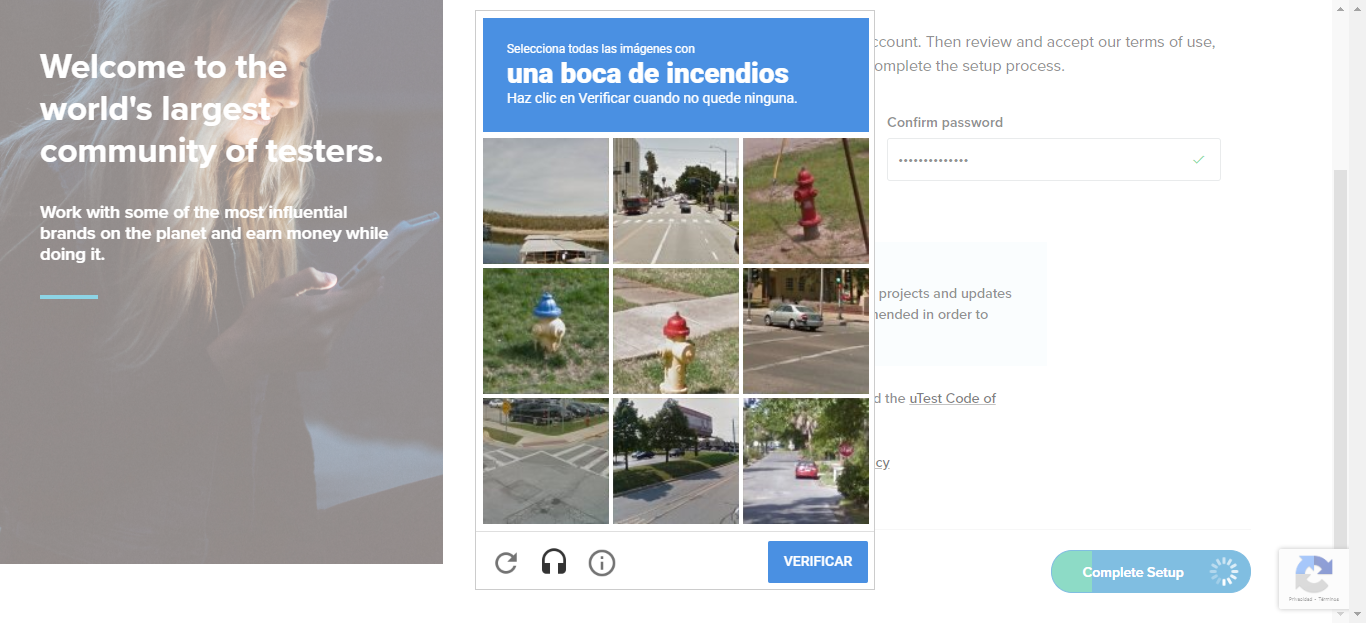 Welcome to the
world's largest
community of testers.
Work with some of the most influential
brands on the planet and earn money while
doing it.
Selecciona todas las imágenes con
una boca de incendios
Haz clic en Verificar cuando no quede ninguna.
VERIFICAR
ccount. Then review and accept our terms of use,
omplete the setup process.
Confirm password
••••••••••••••
projects and updates
nended in order to
d the uTest Code of
cy
Complete Setup
Privacidad - Términos